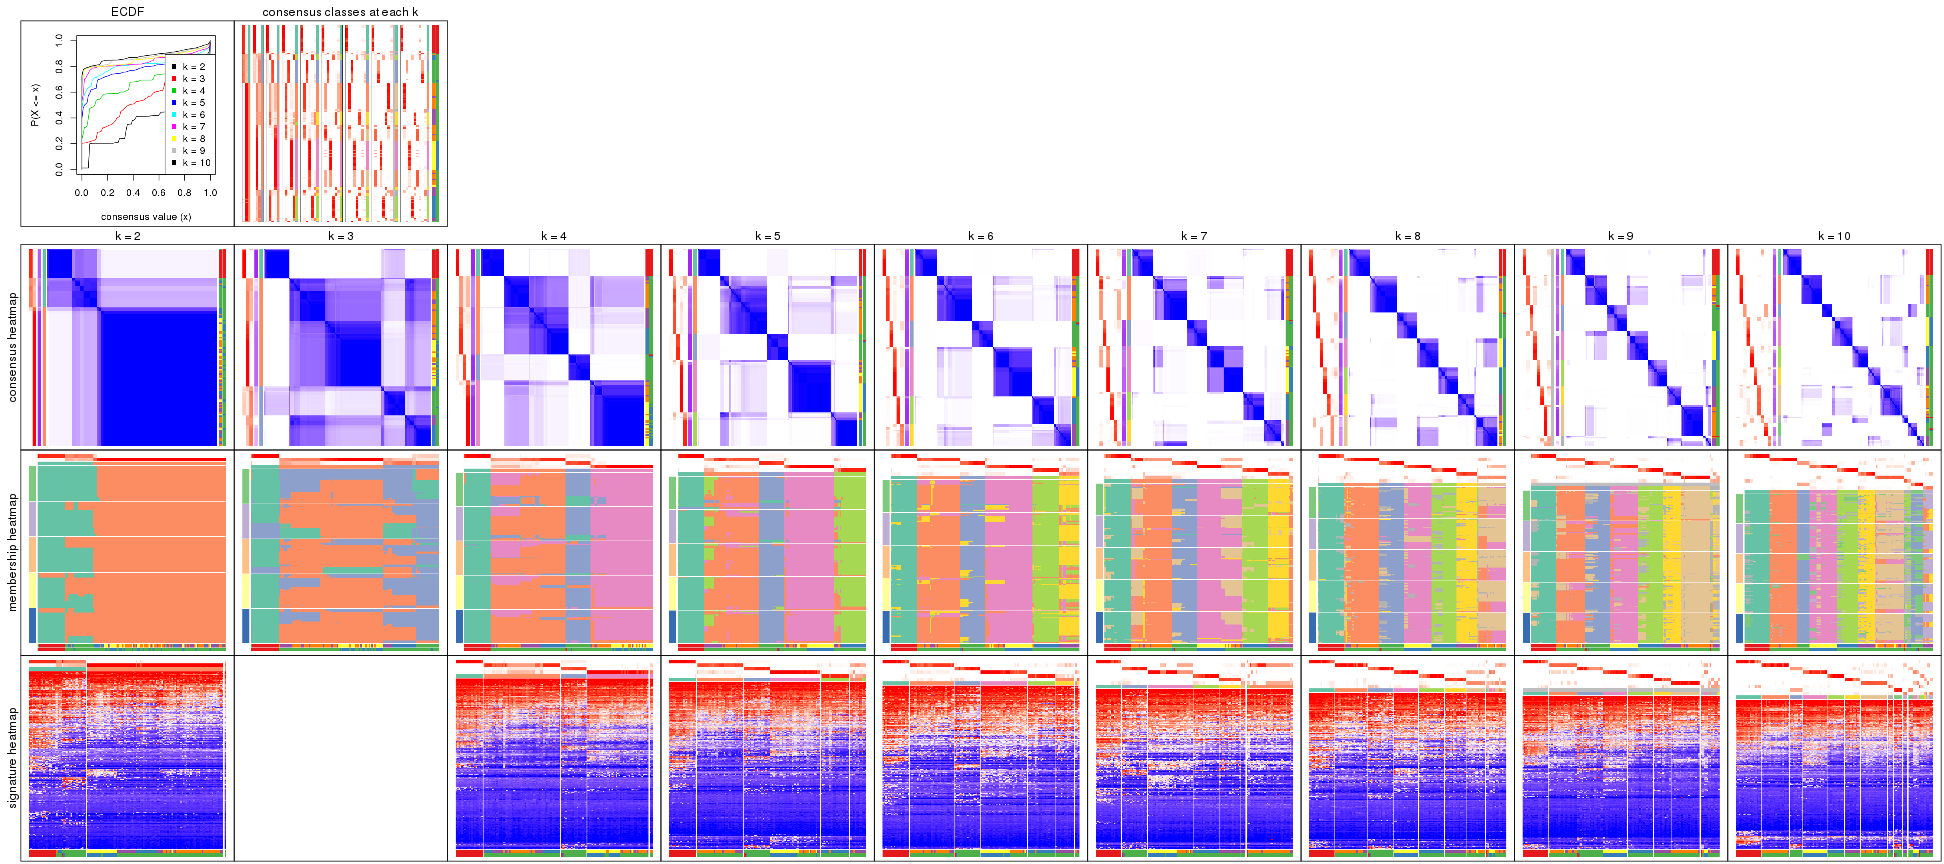 ECDF
consensus classes at each k
P(X <= x)
0.0
0.2
0.4
0.6
0.8
1.0
k = 2
k = 3
k = 4
k = 5
k = 6
k = 7
k = 8
k = 9
k = 10
0.0 0.2 0.4 0.6 0.8 1.0
consensus value (x)
k = 2 k = 3 k = 4 k = 5 k = 6 k = 7 k = 8 k = 9 k = 10
consensus heatmap
membership heatmap
signature heatmap